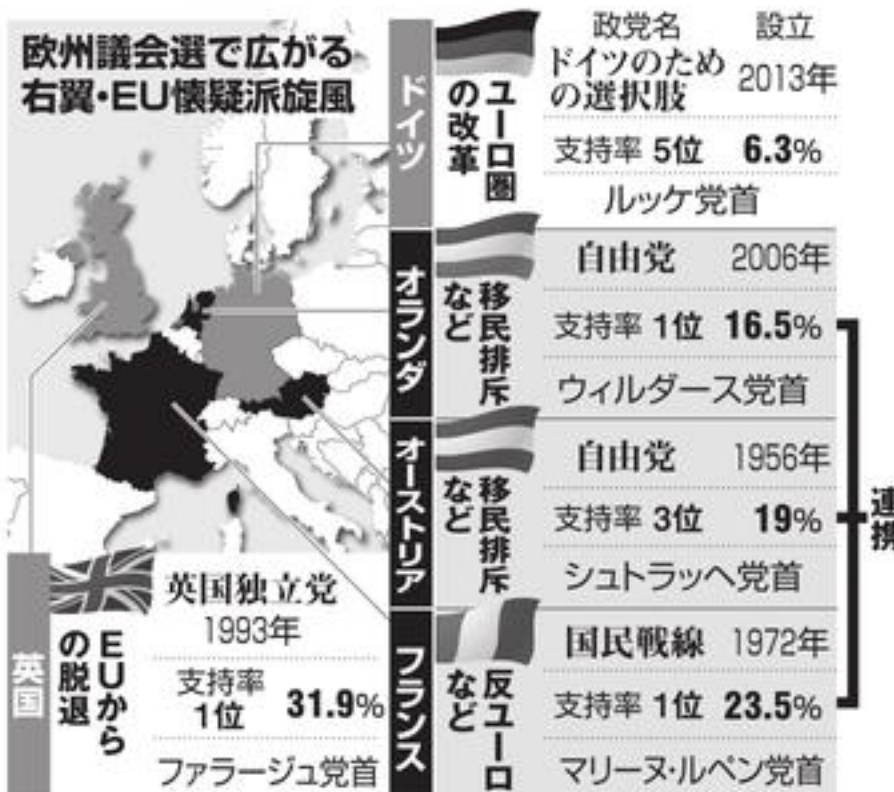 欧州議会選で広がる
右翼・EU懐疑派旋風
政党名 設立
ドイツ
ユーロ圏
の改革
ドイツのため
の選択肢
2013年
支持率 5位 6.3%
ルッケ党首
オランダ
移民排斥
など
自由党 2006年
支持率 1位 16.5%
ウィルダース党首
オーストリア
移民排斥
など
自由党 1956年
支持率 3位 19%
シュトラッヘ党首
フランス
反ユーロ
など
国民戦線 1972年
支持率 1位 23.5%
マリーヌ・ルペン党首
連携
英国
EUから
の脱退
英国独立党
1993年
支持率
1位 31.9%
ファラージュ党首